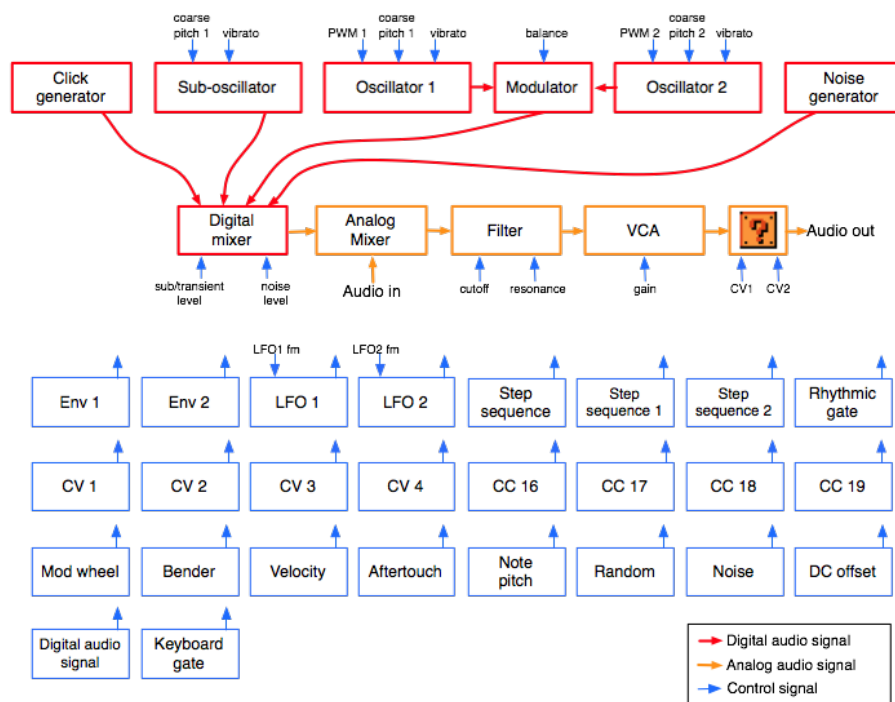 coarse
pitch 1
vibrato
PWM 1
coarse
pitch 1
vibrato
balance
PWM 2
coarse
pitch 2
vibrato
Click
generator
Sub-oscillator
Oscillator 1
Modulator
Oscillator 2
Noise
generator
Digital
mixer
Analog
Mixer
Filter
VCA
?
Audio out
sub/transient
level
noise
level
Audio in
cutoff
resonance
gain
CV1
CV2
LFO1 fm
LFO2 fm
Env 1
Env 2
LFO 1
LFO 2
Step
sequence
Step
sequence 1
Step
sequence 2
Rhythmic
gate
CV 1
CV 2
CV 3
CV 4
CC 16
CC 17
CC 18
CC 19
Mod wheel
Bender
Velocity
Aftertouch
Note
pitch
Random
Noise
DC offset
Digital audio
signal
Keyboard
gate
Digital audio signal
Analog audio signal
Control signal